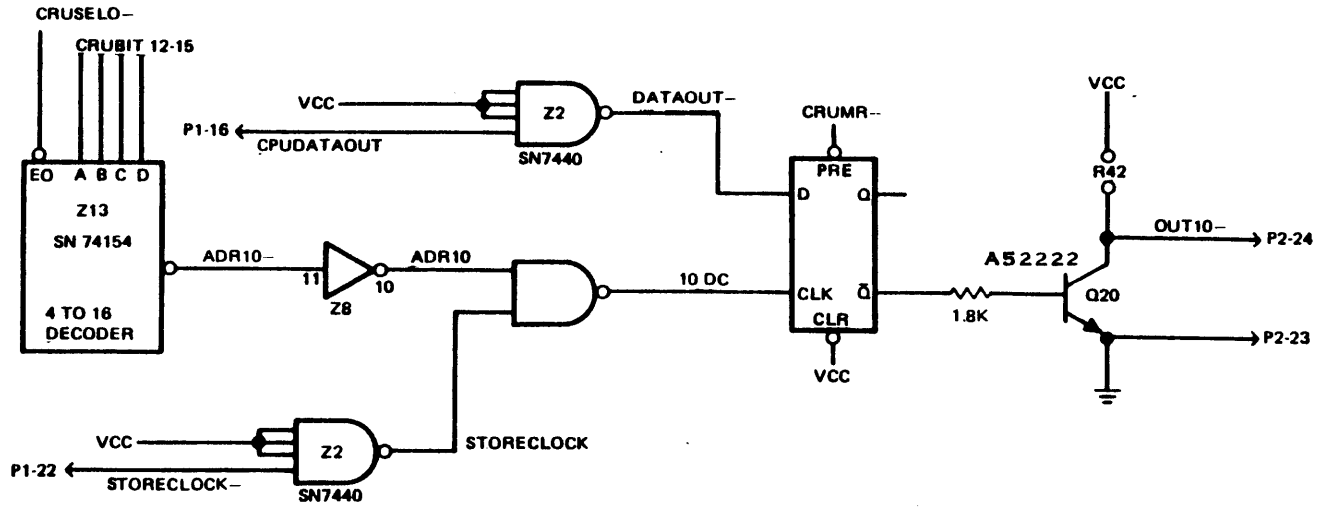 CRUSELO–
CRUBIT 12-15
EO A B C D
Z13
SN 74154
4 TO 16
DECODER
ADR10–
11
Z8
10
ADR10
VCC
P1-16
CPUDATAOUT
Z2
SN7440
DATAOUT–
VCC
P1-22
STORECLOCK–
Z2
SN7440
STORECLOCK
10 DC
CRUMR–
PRE
D Q
CLK Q̄
CLR
VCC
1.8K
A52222
Q20
VCC
R42
OUT10–
P2-24
P2-23